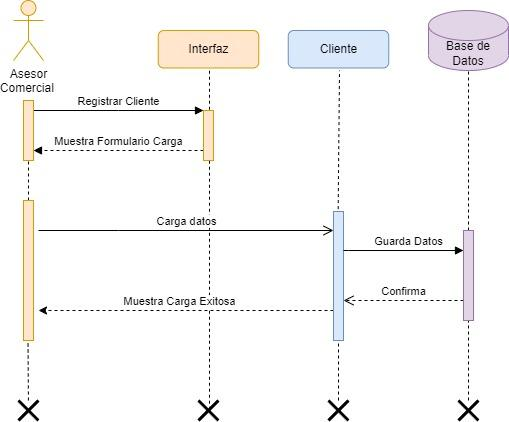 Asesor
Comercial
Interfaz
Cliente
Base de
Datos
Registrar Cliente
Muestra Formulario Carga
Carga datos
Guarda Datos
Confirma
Muestra Carga Exitosa